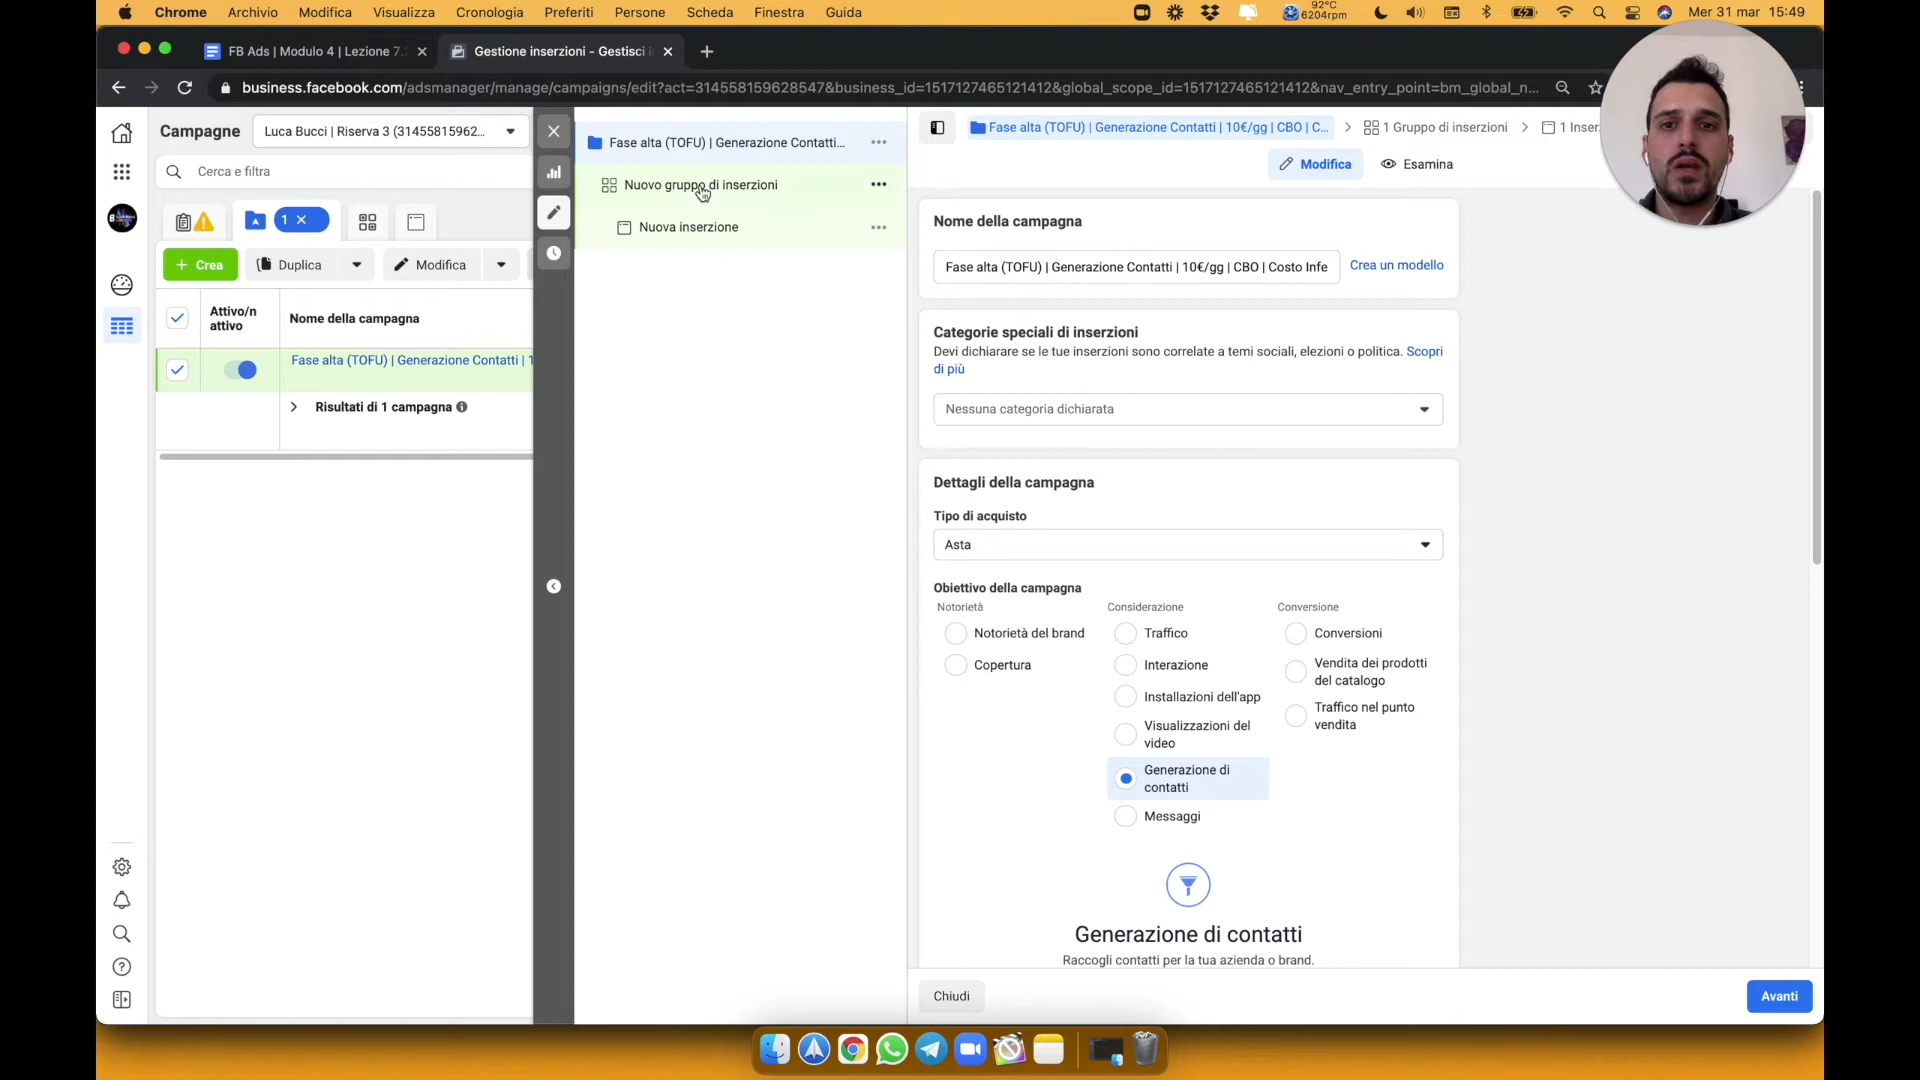 Chrome Archivio Modifica Visualizza Cronologia Preferiti Persone Scheda Finestra Guida
92°C
6204rpm
Mer 31 mar 15:49
FB Ads | Modulo 4 | Lezione 7.
Gestione inserzioni - Gestisci i
business.facebook.com/adsmanager/manage/campaigns/edit?act=314558159628547&business_id=1517127465121412&global_scope_id=1517127465121412&nav_entry_point=bm_global_n...
Campagne
Luca Bucci | Riserva 3 (31455815962...
Cerca e filtra
1
+ Crea
Duplica
Modifica
Attivo/n
attivo
Nome della campagna
Fase alta (TOFU) | Generazione Contatti | 1
Risultati di 1 campagna
Fase alta (TOFU) | Generazione Contatti...
Nuovo gruppo di inserzioni
Nuova inserzione
Fase alta (TOFU) | Generazione Contatti | 10€/gg | CBO | C...
1 Gruppo di inserzioni
1 Inser
Modifica
Esamina
Nome della campagna
Fase alta (TOFU) | Generazione Contatti | 10€/gg | CBO | Costo Infe
Crea un modello
Categorie speciali di inserzioni
Devi dichiarare se le tue inserzioni sono correlate a temi sociali, elezioni o politica. Scopri
di più
Nessuna categoria dichiarata
Dettagli della campagna
Tipo di acquisto
Asta
Obiettivo della campagna
Notorietà
Considerazione
Conversione
Notorietà del brand
Traffico
Conversioni
Copertura
Interazione
Vendita dei prodotti
del catalogo
Installazioni dell'app
Traffico nel punto
vendita
Visualizzazioni del
video
Generazione di
contatti
Messaggi
Generazione di contatti
Raccogli contatti per la tua azienda o brand.
Chiudi
Avanti